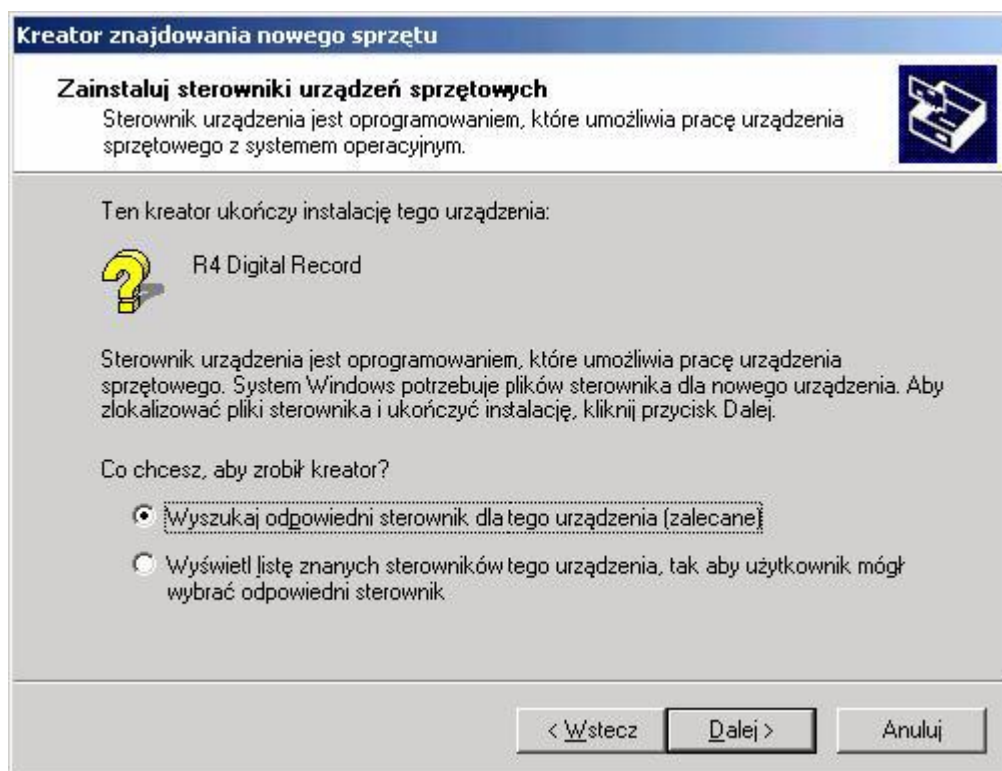 Kreator znajdowania nowego sprzętu
Zainstaluj sterowniki urządzeń sprzętowych
Sterownik urządzenia jest oprogramowaniem, które umożliwia pracę urządzenia
sprzętowego z systemem operacyjnym.
Ten kreator ukończy instalację tego urządzenia:
R4 Digital Record
Sterownik urządzenia jest oprogramowaniem, które umożliwia pracę urządzenia
sprzętowego. System Windows potrzebuje plików sterownika dla nowego urządzenia. Aby
zlokalizować pliki sterownika i ukończyć instalację, kliknij przycisk Dalej.
Co chcesz, aby zrobił kreator?
Wyszukaj odpowiedni sterownik dla tego urządzenia (zalecane)
Wyświetl listę znanych sterowników tego urządzenia, tak aby użytkownik mógł
wybrać odpowiedni sterownik
< Wstecz
Dalej >
Anuluj